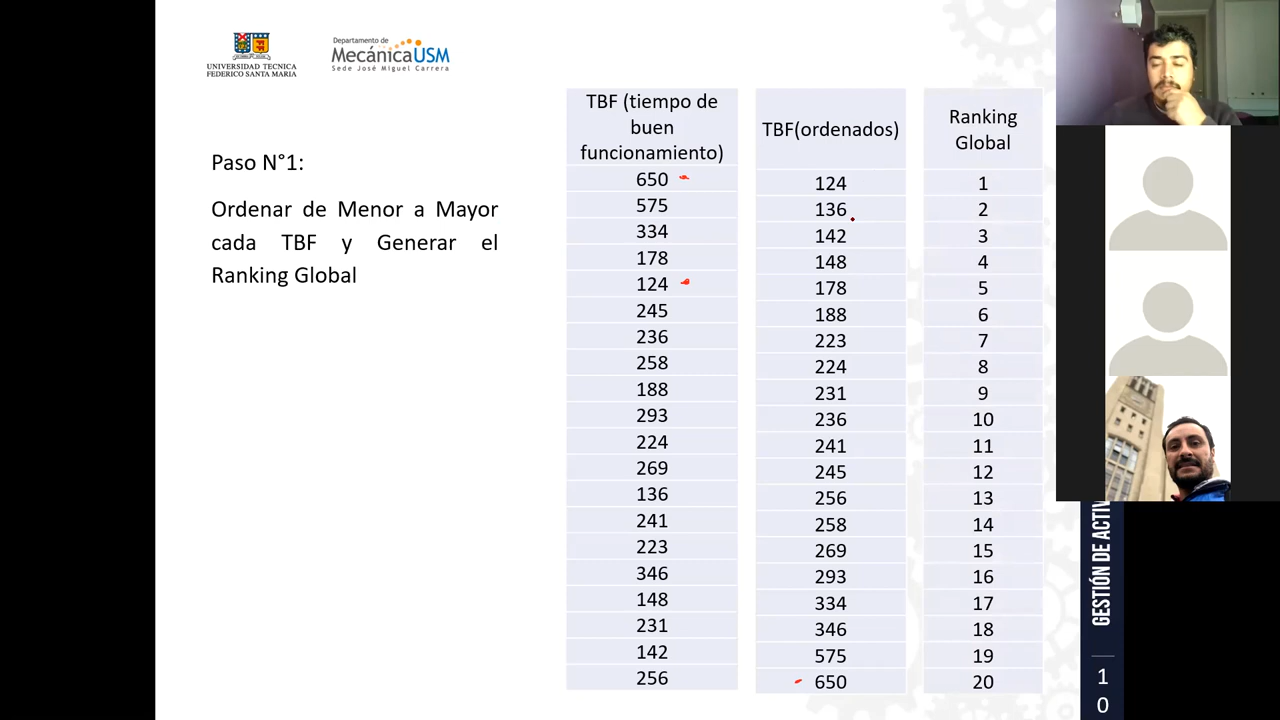 UNIVERSIDAD TECNICA
FEDERICO SANTA MARIA
Departamento de
MecánicaUSM
Sede José Miguel Carrera
Paso N°1:
Ordenar de Menor a Mayor
cada TBF y Generar el
Ranking Global
TBF (tiempo de
buen
funcionamiento)
TBF(ordenados)
Ranking
Global
650 124 1
575 136 2
334 142 3
178 148 4
124 178 5
245 188 6
236 223 7
258 224 8
188 231 9
293 236 10
224 241 11
269 245 12
136 256 13
241 258 14
223 269 15
346 293 16
148 334 17
231 346 18
142 575 19
256 650 20
GESTIÓN DE
1
0